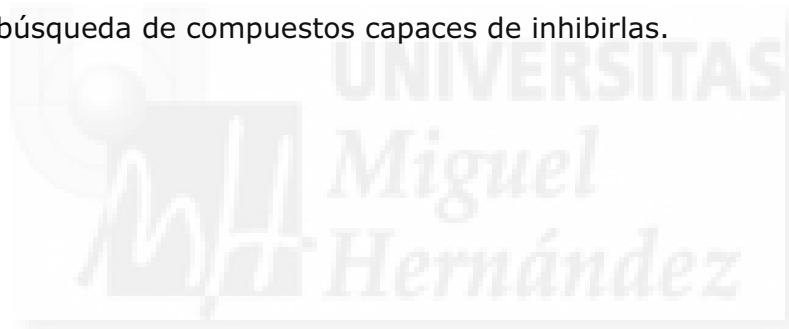 búsqueda de compuestos capaces de inhibirlas.
UNIVERSITAS
Miguel
Hernández